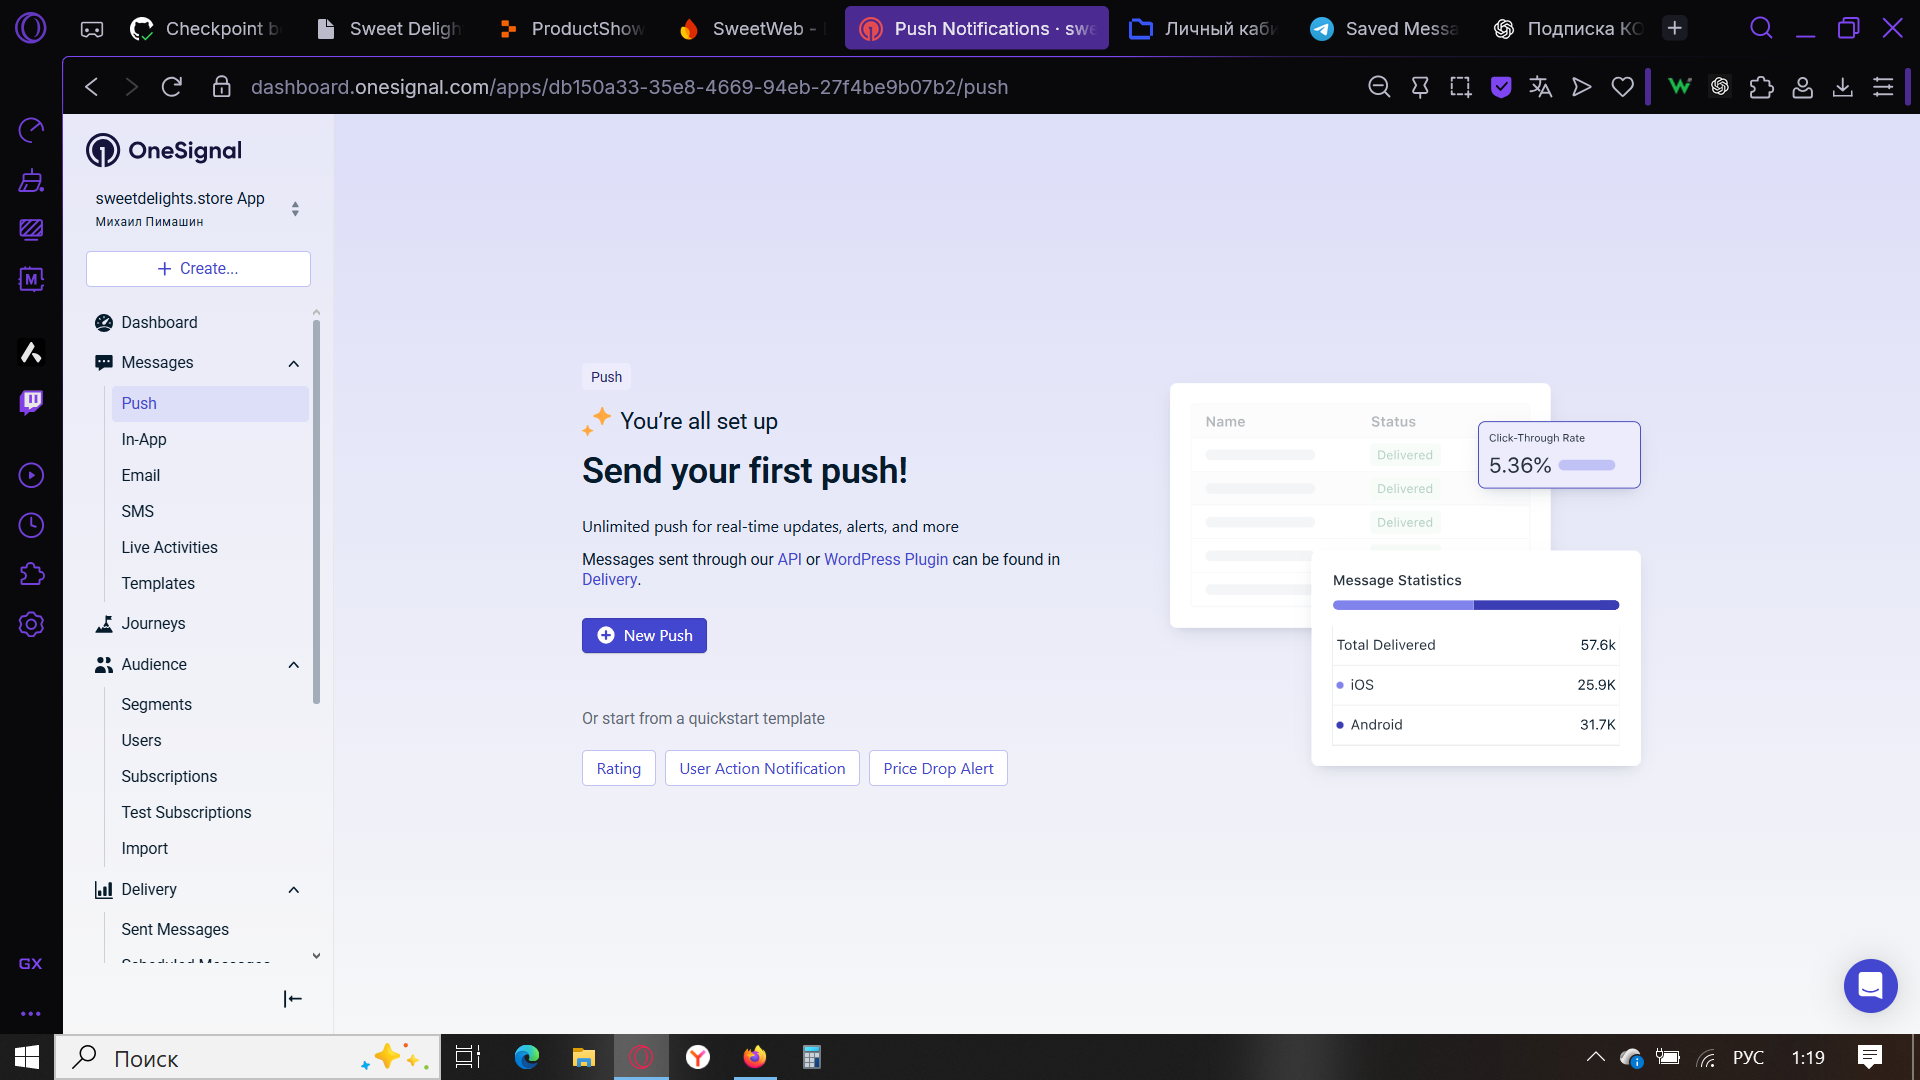 Checkpoint b
Sweet Deligh
ProductShow
SweetWeb -
Push Notifications · swe
Личный каби
Saved Messa
Подписка КО
dashboard.onesignal.com/apps/db150a33-35e8-4669-94eb-27f4be9b07b2/push
OneSignal
sweetdelights.store App
Михаил Пимашин
Create...
Dashboard
Messages
Push
In-App
Email
SMS
Live Activities
Templates
Journeys
Audience
Segments
Users
Subscriptions
Test Subscriptions
Import
Delivery
Sent Messages
Scheduled Messages
Push
You're all set up
Send your first push!
Unlimited push for real-time updates, alerts, and more
Messages sent through our API or WordPress Plugin can be found in
Delivery.
New Push
Or start from a quickstart template
Rating
User Action Notification
Price Drop Alert
Name Status
Delivered
Delivered
Delivered
Click-Through Rate
5.36%
Message Statistics
Total Delivered 57.6k
iOS 25.9K
Android 31.7K
GX
Поиск
РУС
1:19